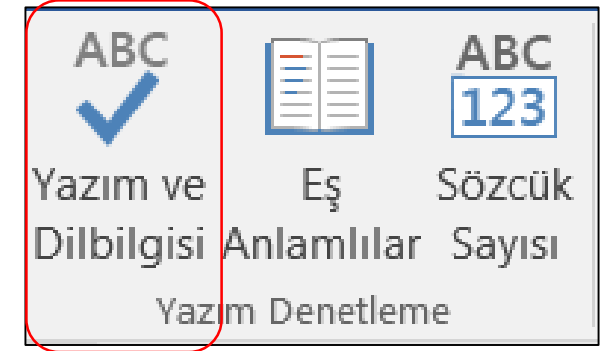 ABC
Yazım ve
Dilbilgisi
Eş
Anlamlılar
ABC
123
Sözcük
Sayısı
Yazım Denetleme